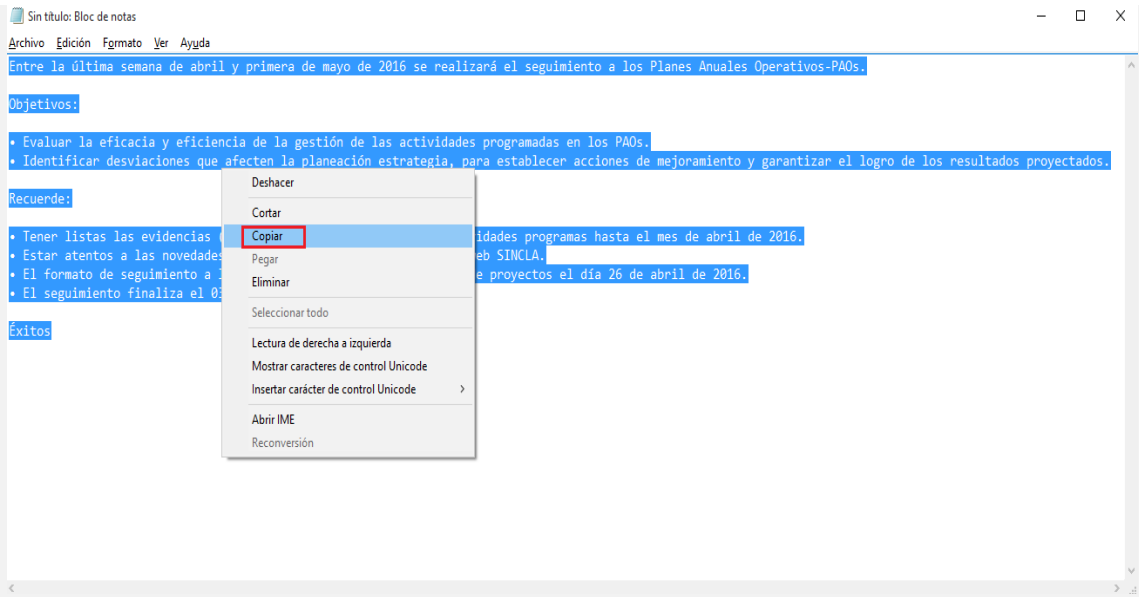 Sin título: Bloc de notas
Archivo Edición Formato Ver Ayuda
Entre la última semana de abril y primera de mayo de 2016 se realizará el seguimiento a los Planes Anuales Operativos-PAOs.
Objetivos:
• Evaluar la eficacia y eficiencia de la gestión de las actividades programadas en los PAOs.
• Identificar desviaciones que afecten la planeación estrategia, para establecer acciones de mejoramiento y garantizar el logro de los resultados proyectados.
Recuerde:
• Tener listas las evidencias idades programas hasta el mes de abril de 2016.
• Estar atentos a las novedades eb SINCLA.
• El formato de seguimiento a e proyectos el día 26 de abril de 2016.
• El seguimiento finaliza el
Éxitos
Deshacer
Cortar
Copiar
Pegar
Eliminar
Seleccionar todo
Lectura de derecha a izquierda
Mostrar caracteres de control Unicode
Insertar carácter de control Unicode
Abrir IME
Reconversión